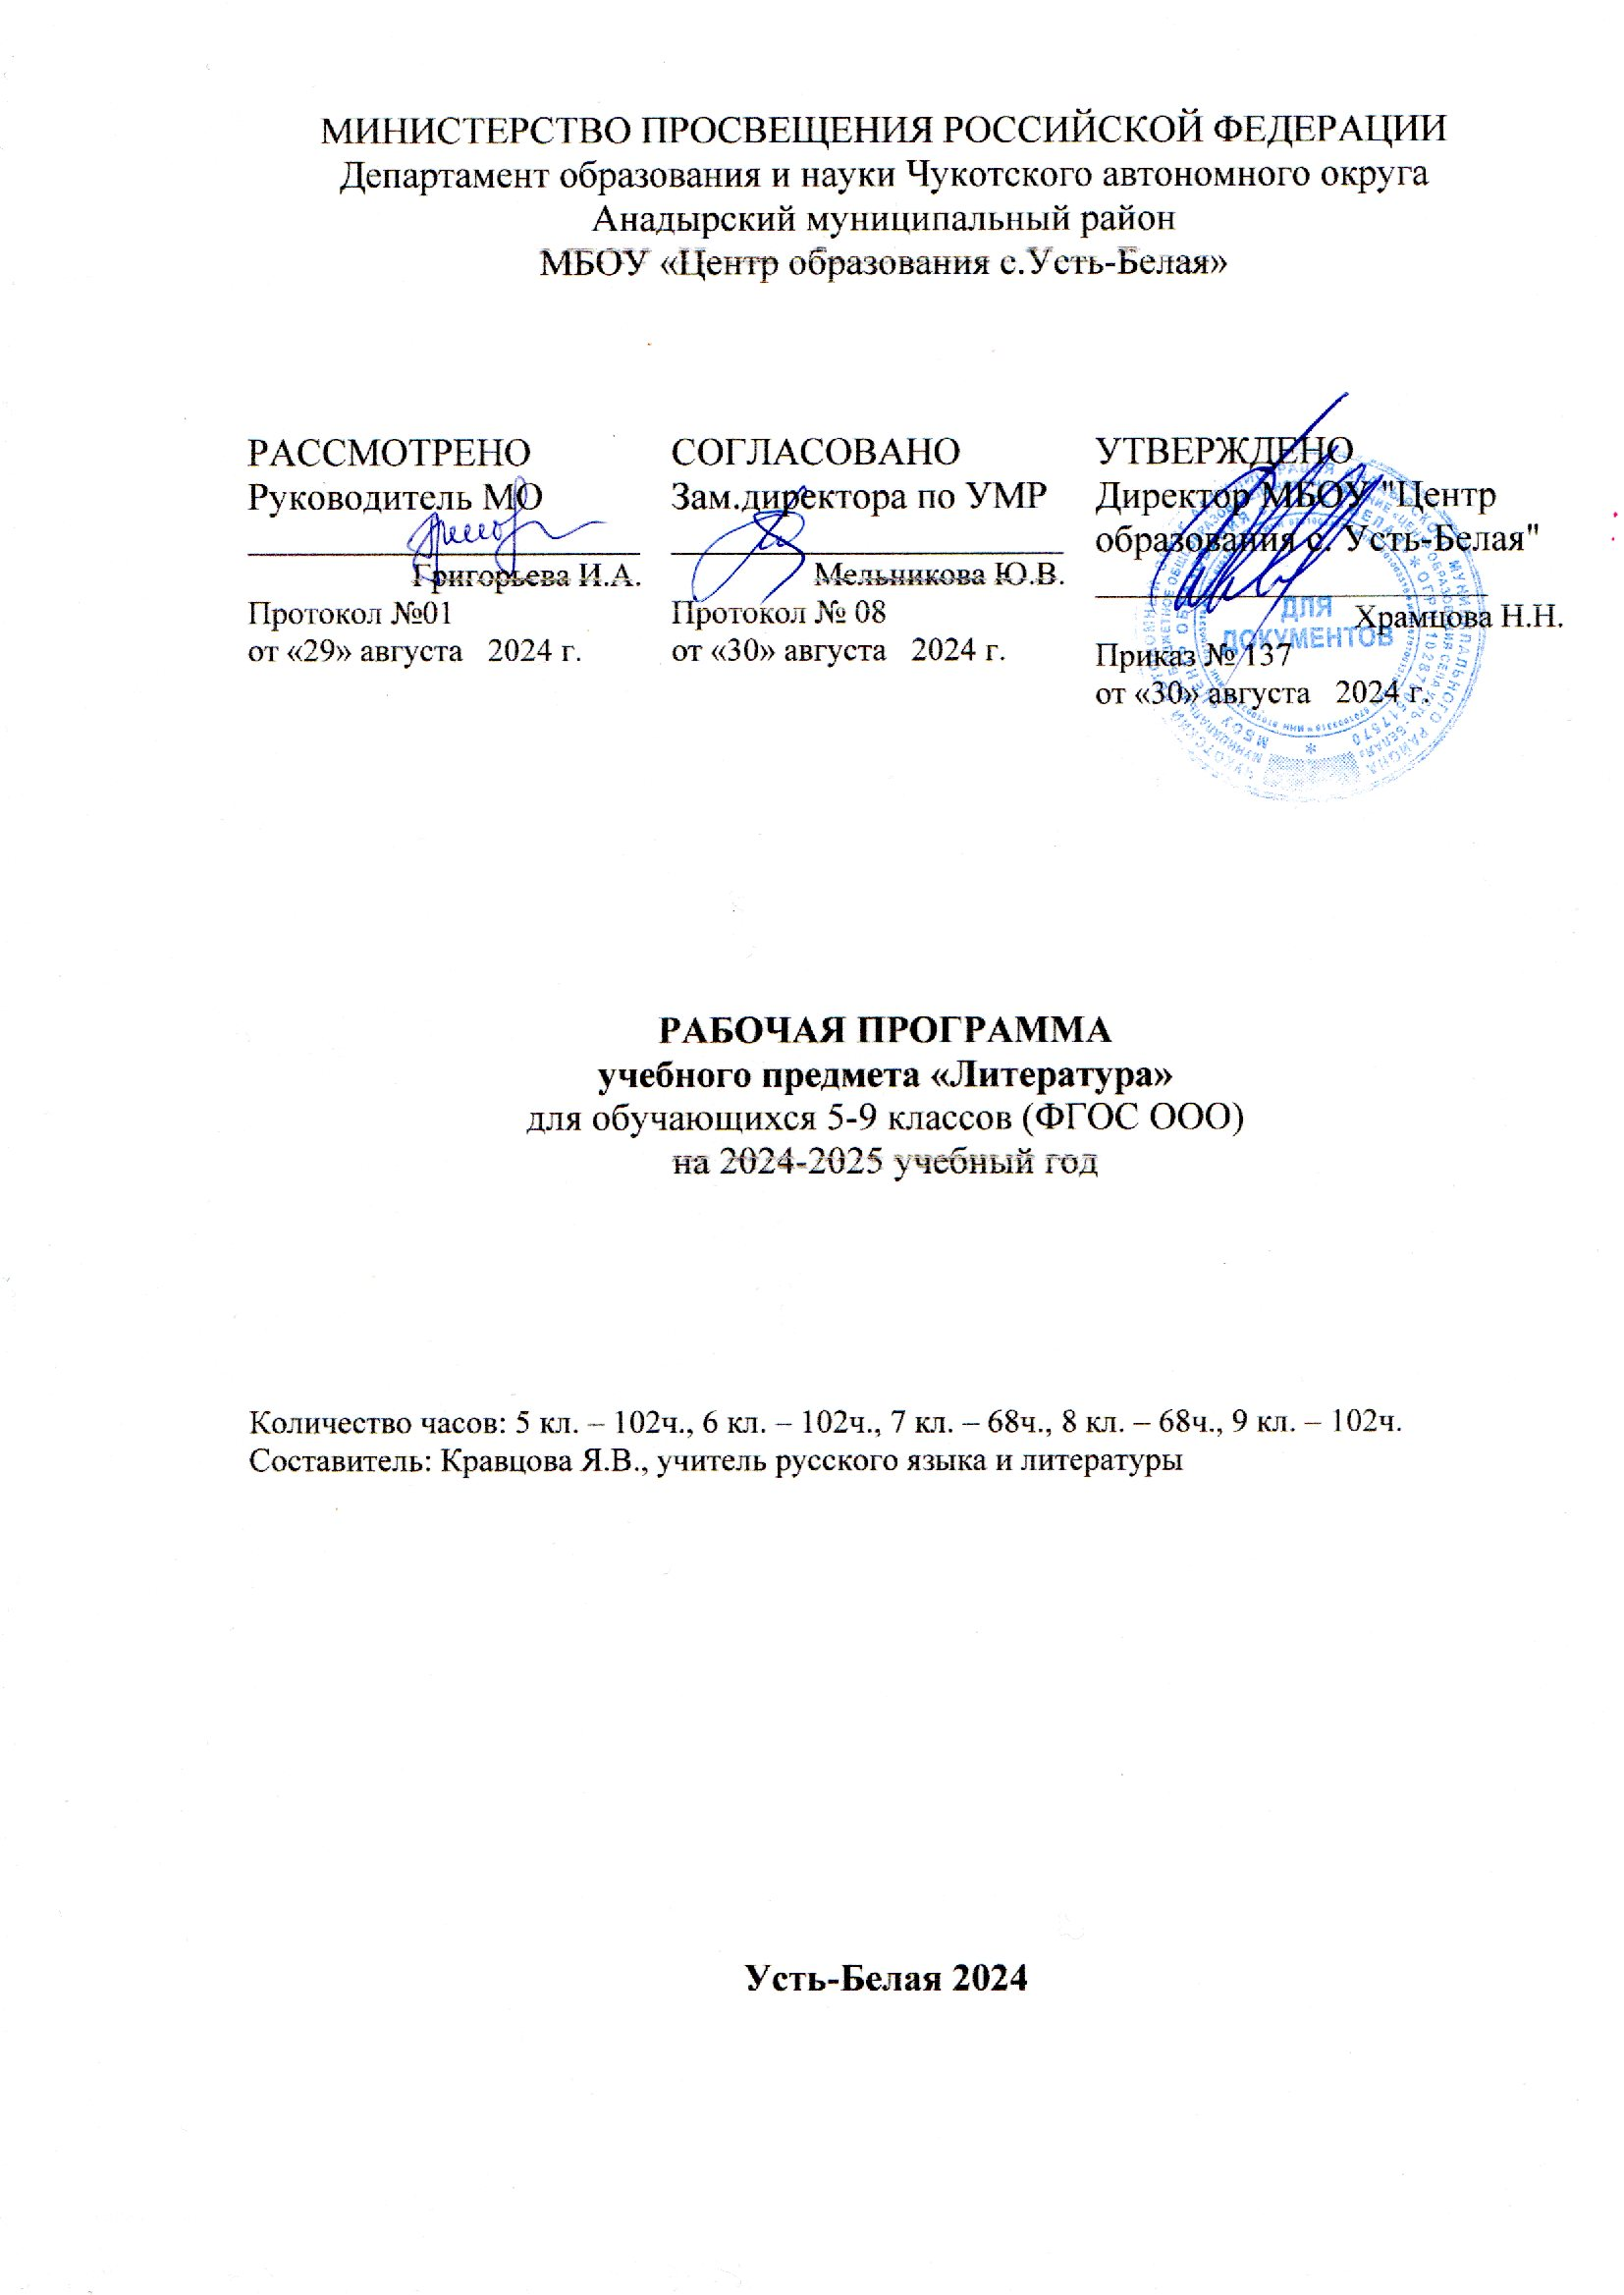 МИНИСТЕРСТВО ПРОСВЕЩЕНИЯ РОССИЙСКОЙ ФЕДЕРАЦИИ
Департамент образования и науки Чукотского автономного округа
Анадырский муниципальный район
МБОУ «Центр образования с.Усть-Белая»
РАССМОТРЕНО
Руководитель МО
Григорьева И.А.
Протокол №01
от «29» августа 2024 г.
СОГЛАСОВАНО
Зам.директора по УМР
Мельникова Ю.В.
Протокол № 08
от «30» августа 2024 г.
УТВЕРЖДЕНО
Директор МБОУ "Центр
образования с. Усть-Белая"
Храмцова Н.Н.
Приказ № 137
от «30» августа 2024 г.
ДЛЯ
ДОКУМЕНТОВ
РАБОЧАЯ ПРОГРАММА
учебного предмета «Литература»
для обучающихся 5-9 классов (ФГОС ООО)
на 2024-2025 учебный год
Количество часов: 5 кл. – 102ч., 6 кл. – 102ч., 7 кл. – 68ч., 8 кл. – 68ч., 9 кл. – 102ч.
Составитель: Кравцова Я.В., учитель русского языка и литературы
Усть-Белая 2024